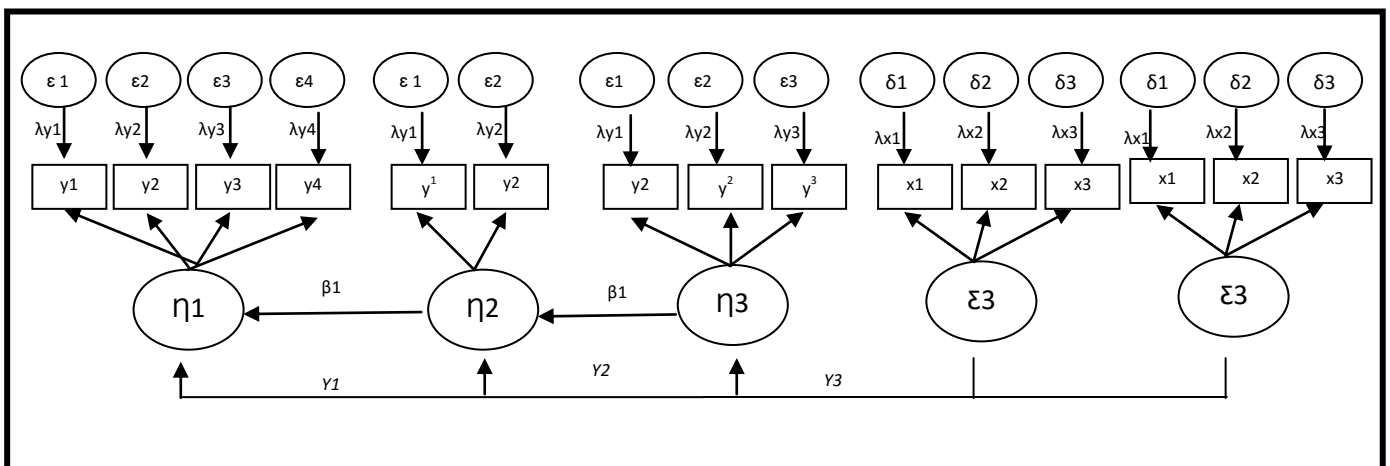 ε 1 ε2 ε3 ε4 ε 1 ε2 ε1 ε2 ε3 δ1 δ2 δ3 δ1 δ2 δ3
λy1 λy2 λy3 λy4 λy1 λy2 λy1 λy2 λy3 λx1 λx2 λx3 λx1 λx2 λx3
y1 y2 y3 y4 y¹ y2 y2 y² y³ x1 x2 x3 x1 x2 x3
η1 β1 η2 β1 η3 Ɛ3 Ɛ3
Y1 Y2 Y3